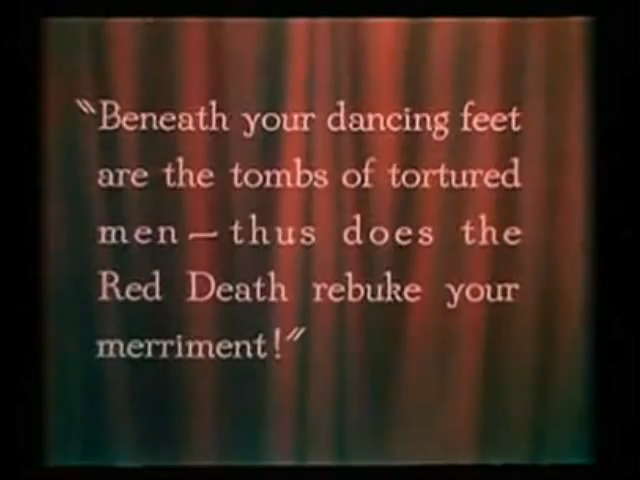 “Beneath your dancing feet
are the tombs of tortured
men — thus does the
Red Death rebuke your
merriment!”